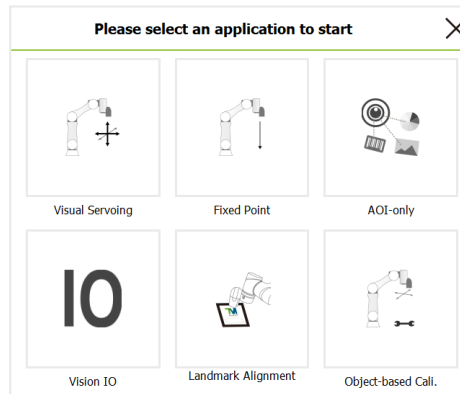 Please select an application to start
Visual Servoing
Fixed Point
AOI-only
IO
Vision IO
Landmark Alignment
Object-based Cali.